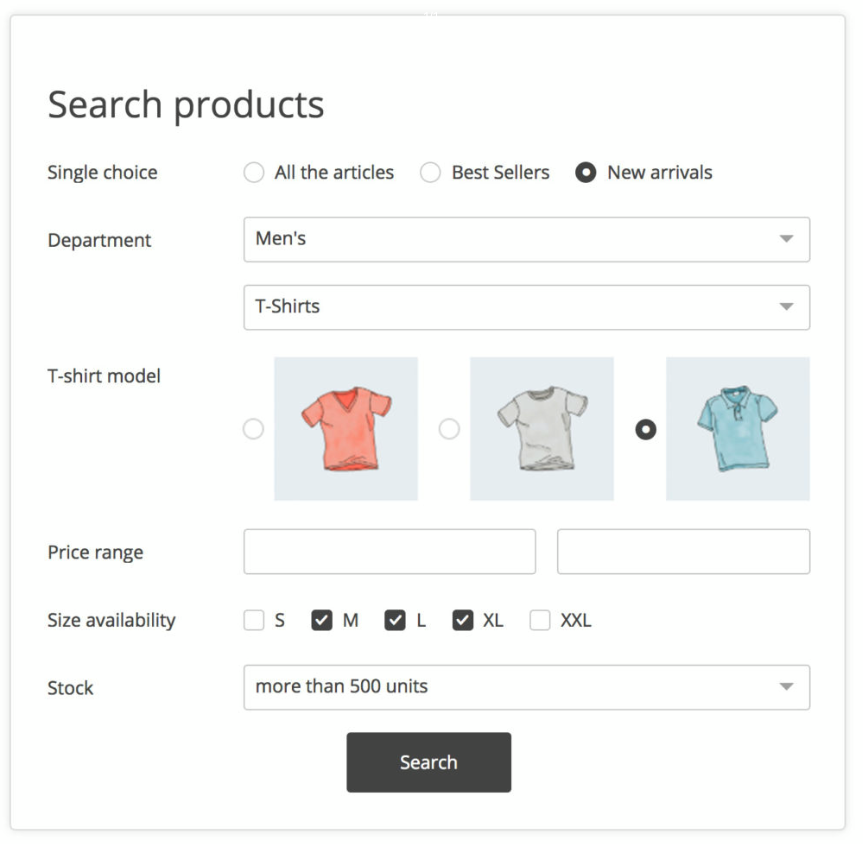 Search products
Single choice All the articles Best Sellers New arrivals
Department Men's
T-Shirts
T-shirt model
Price range
Size availability S M L XL XXL
Stock more than 500 units
Search